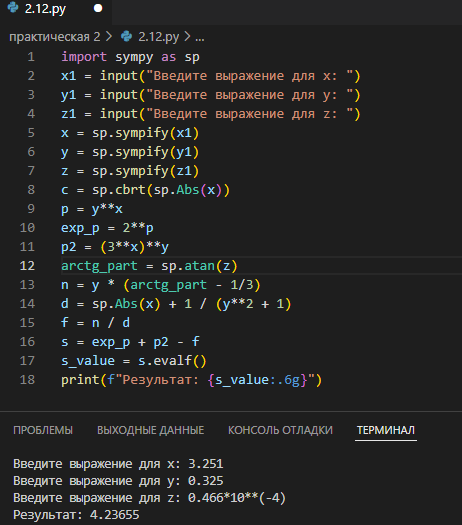 2.12.py
практическая 2 > 2.12.py > ...
1 import sympy as sp
2 x1 = input("Введите выражение для x: ")
3 y1 = input("Введите выражение для y: ")
4 z1 = input("Введите выражение для z: ")
5 x = sp.sympify(x1)
6 y = sp.sympify(y1)
7 z = sp.sympify(z1)
8 c = sp.cbrt(sp.Abs(x))
9 p = y**x
10 exp_p = 2**p
11 p2 = (3**x)**y
12 arctg_part = sp.atan(z)
13 n = y * (arctg_part - 1/3)
14 d = sp.Abs(x) + 1 / (y**2 + 1)
15 f = n / d
16 s = exp_p + p2 - f
17 s_value = s.evalf()
18 print(f"Результат: {s_value:.6g}")
ПРОБЛЕМЫ ВЫХОДНЫЕ ДАННЫЕ КОНСОЛЬ ОТЛАДКИ ТЕРМИНАЛ
Введите выражение для x: 3.251
Введите выражение для y: 0.325
Введите выражение для z: 0.466*10**(-4)
Результат: 4.23655